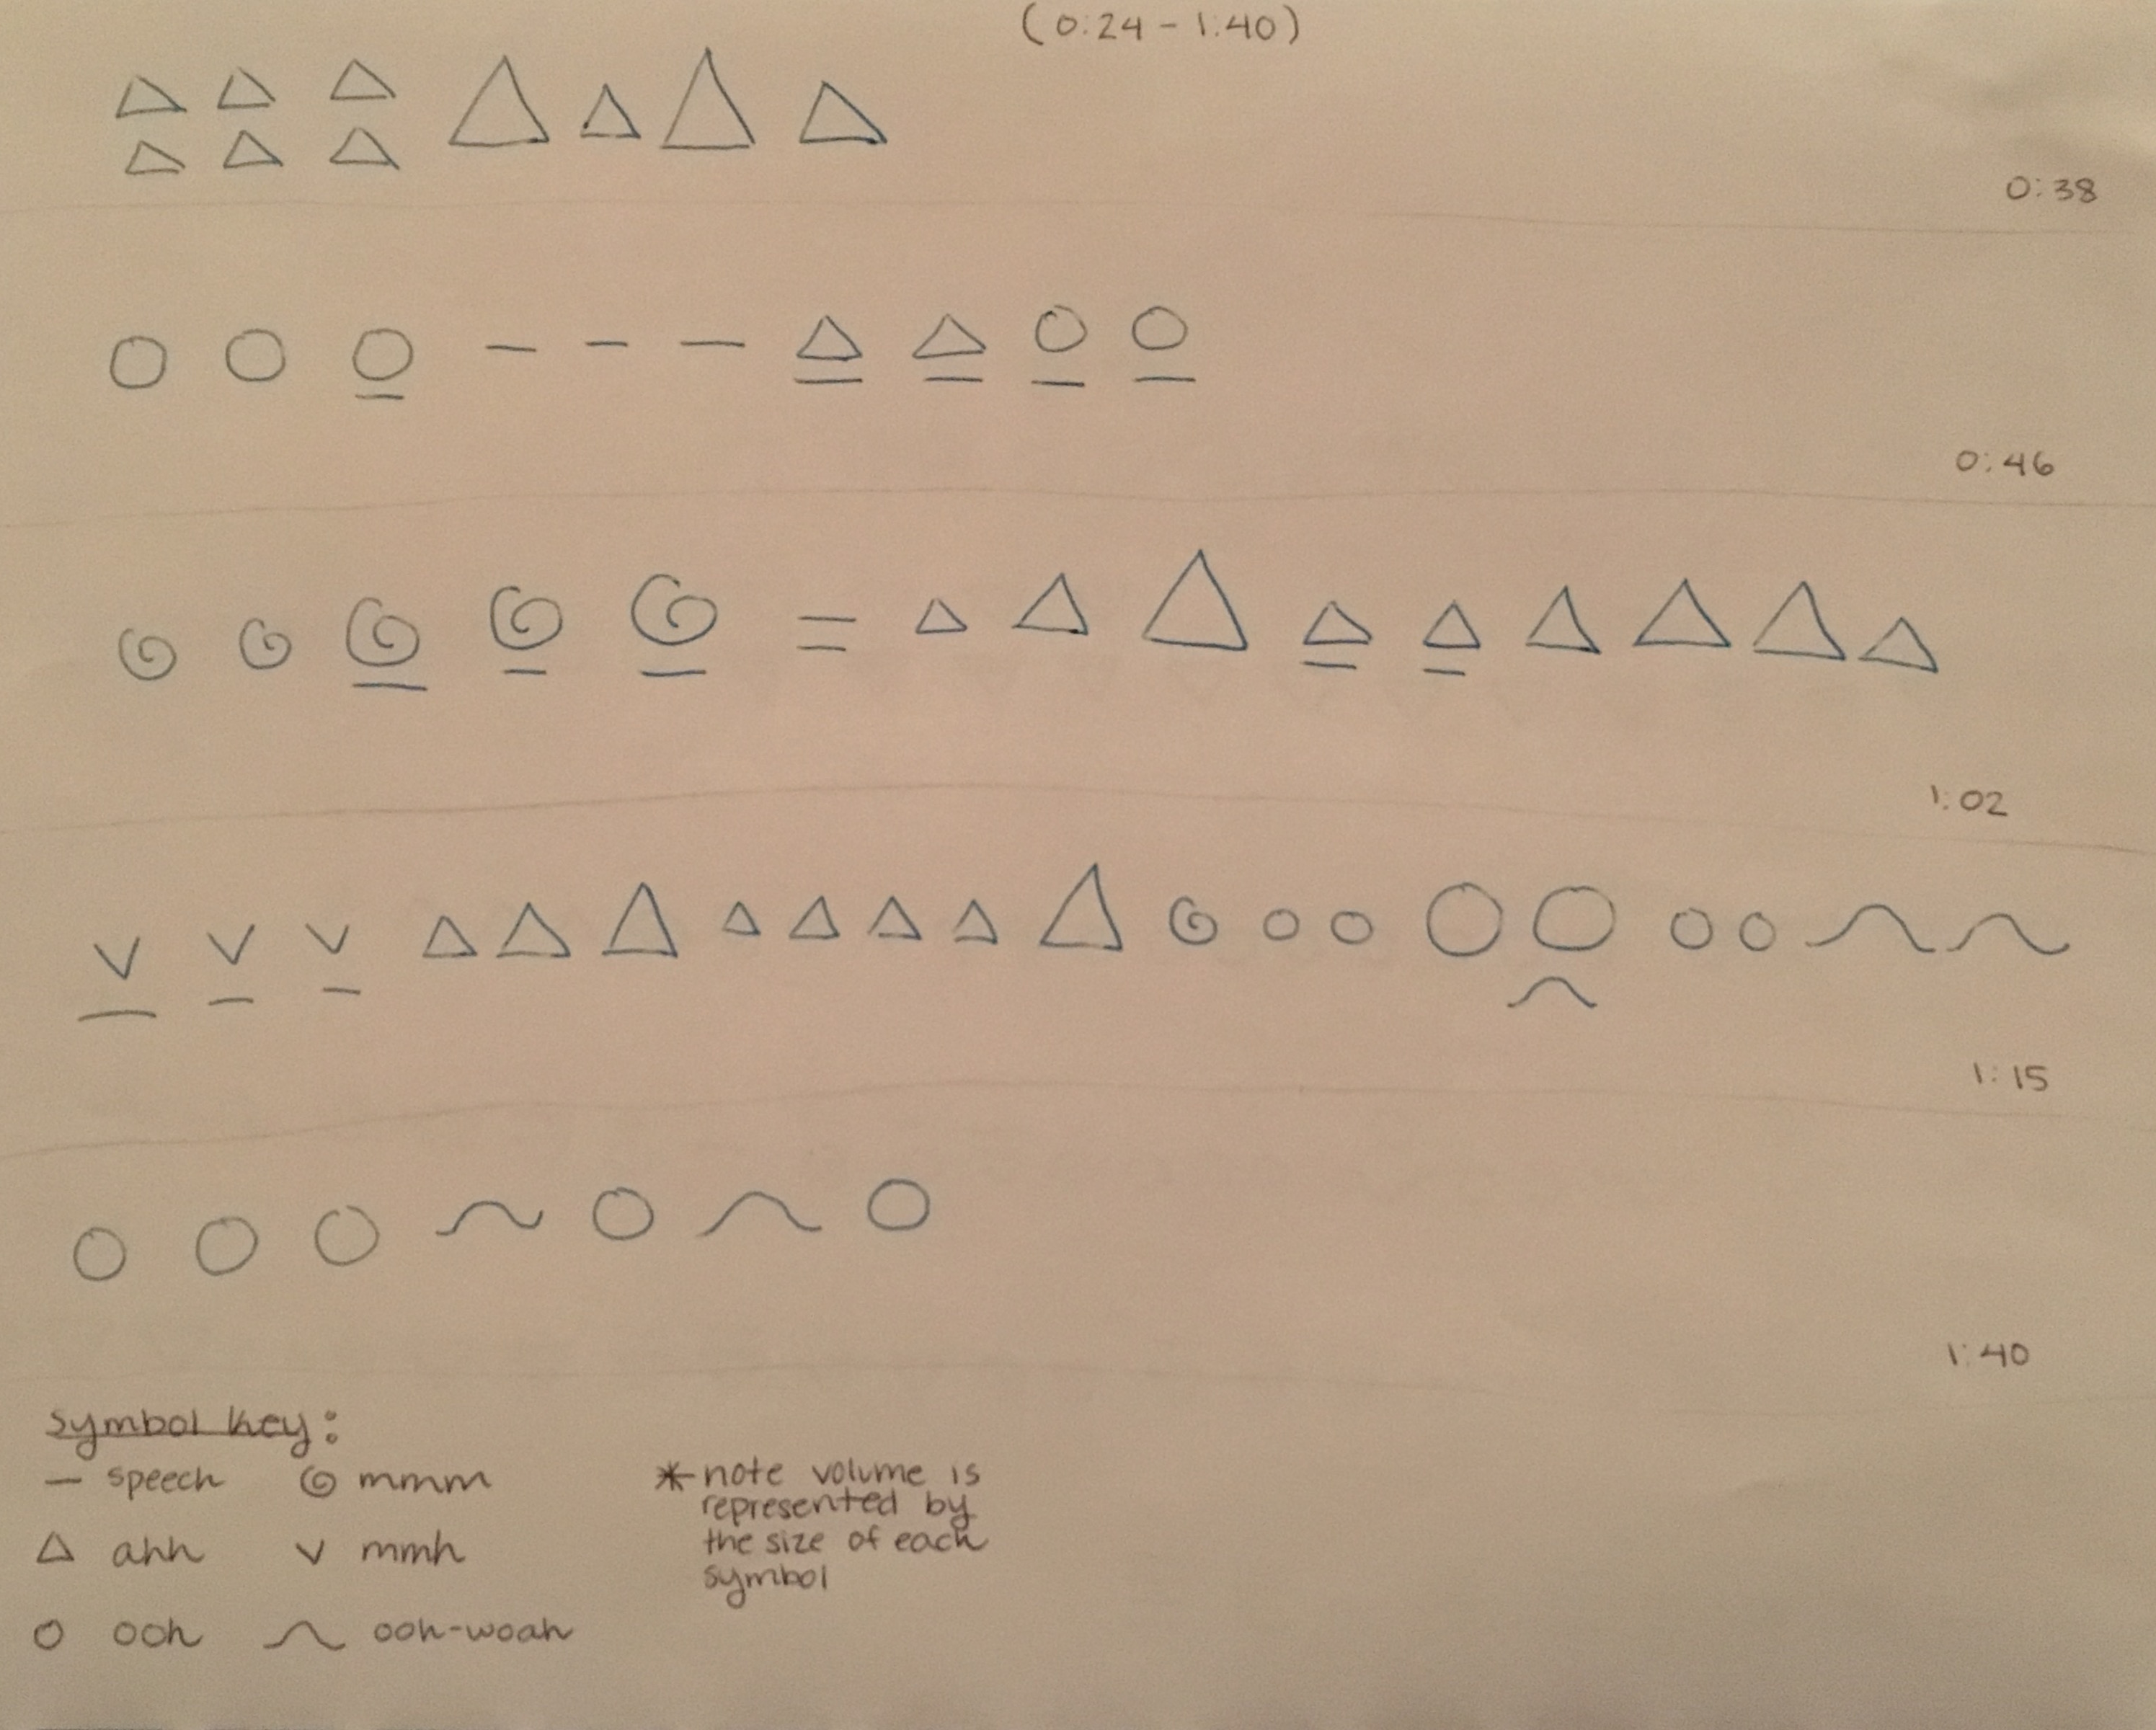 (0:24 - 1:40)
0:38
0:46
1:02
1:15
1:40
symbol key:
— speech
mmm
* note volume is
represented by
the size of each
symbol
△ ahh
v mmh
o ooh
ooh-woah